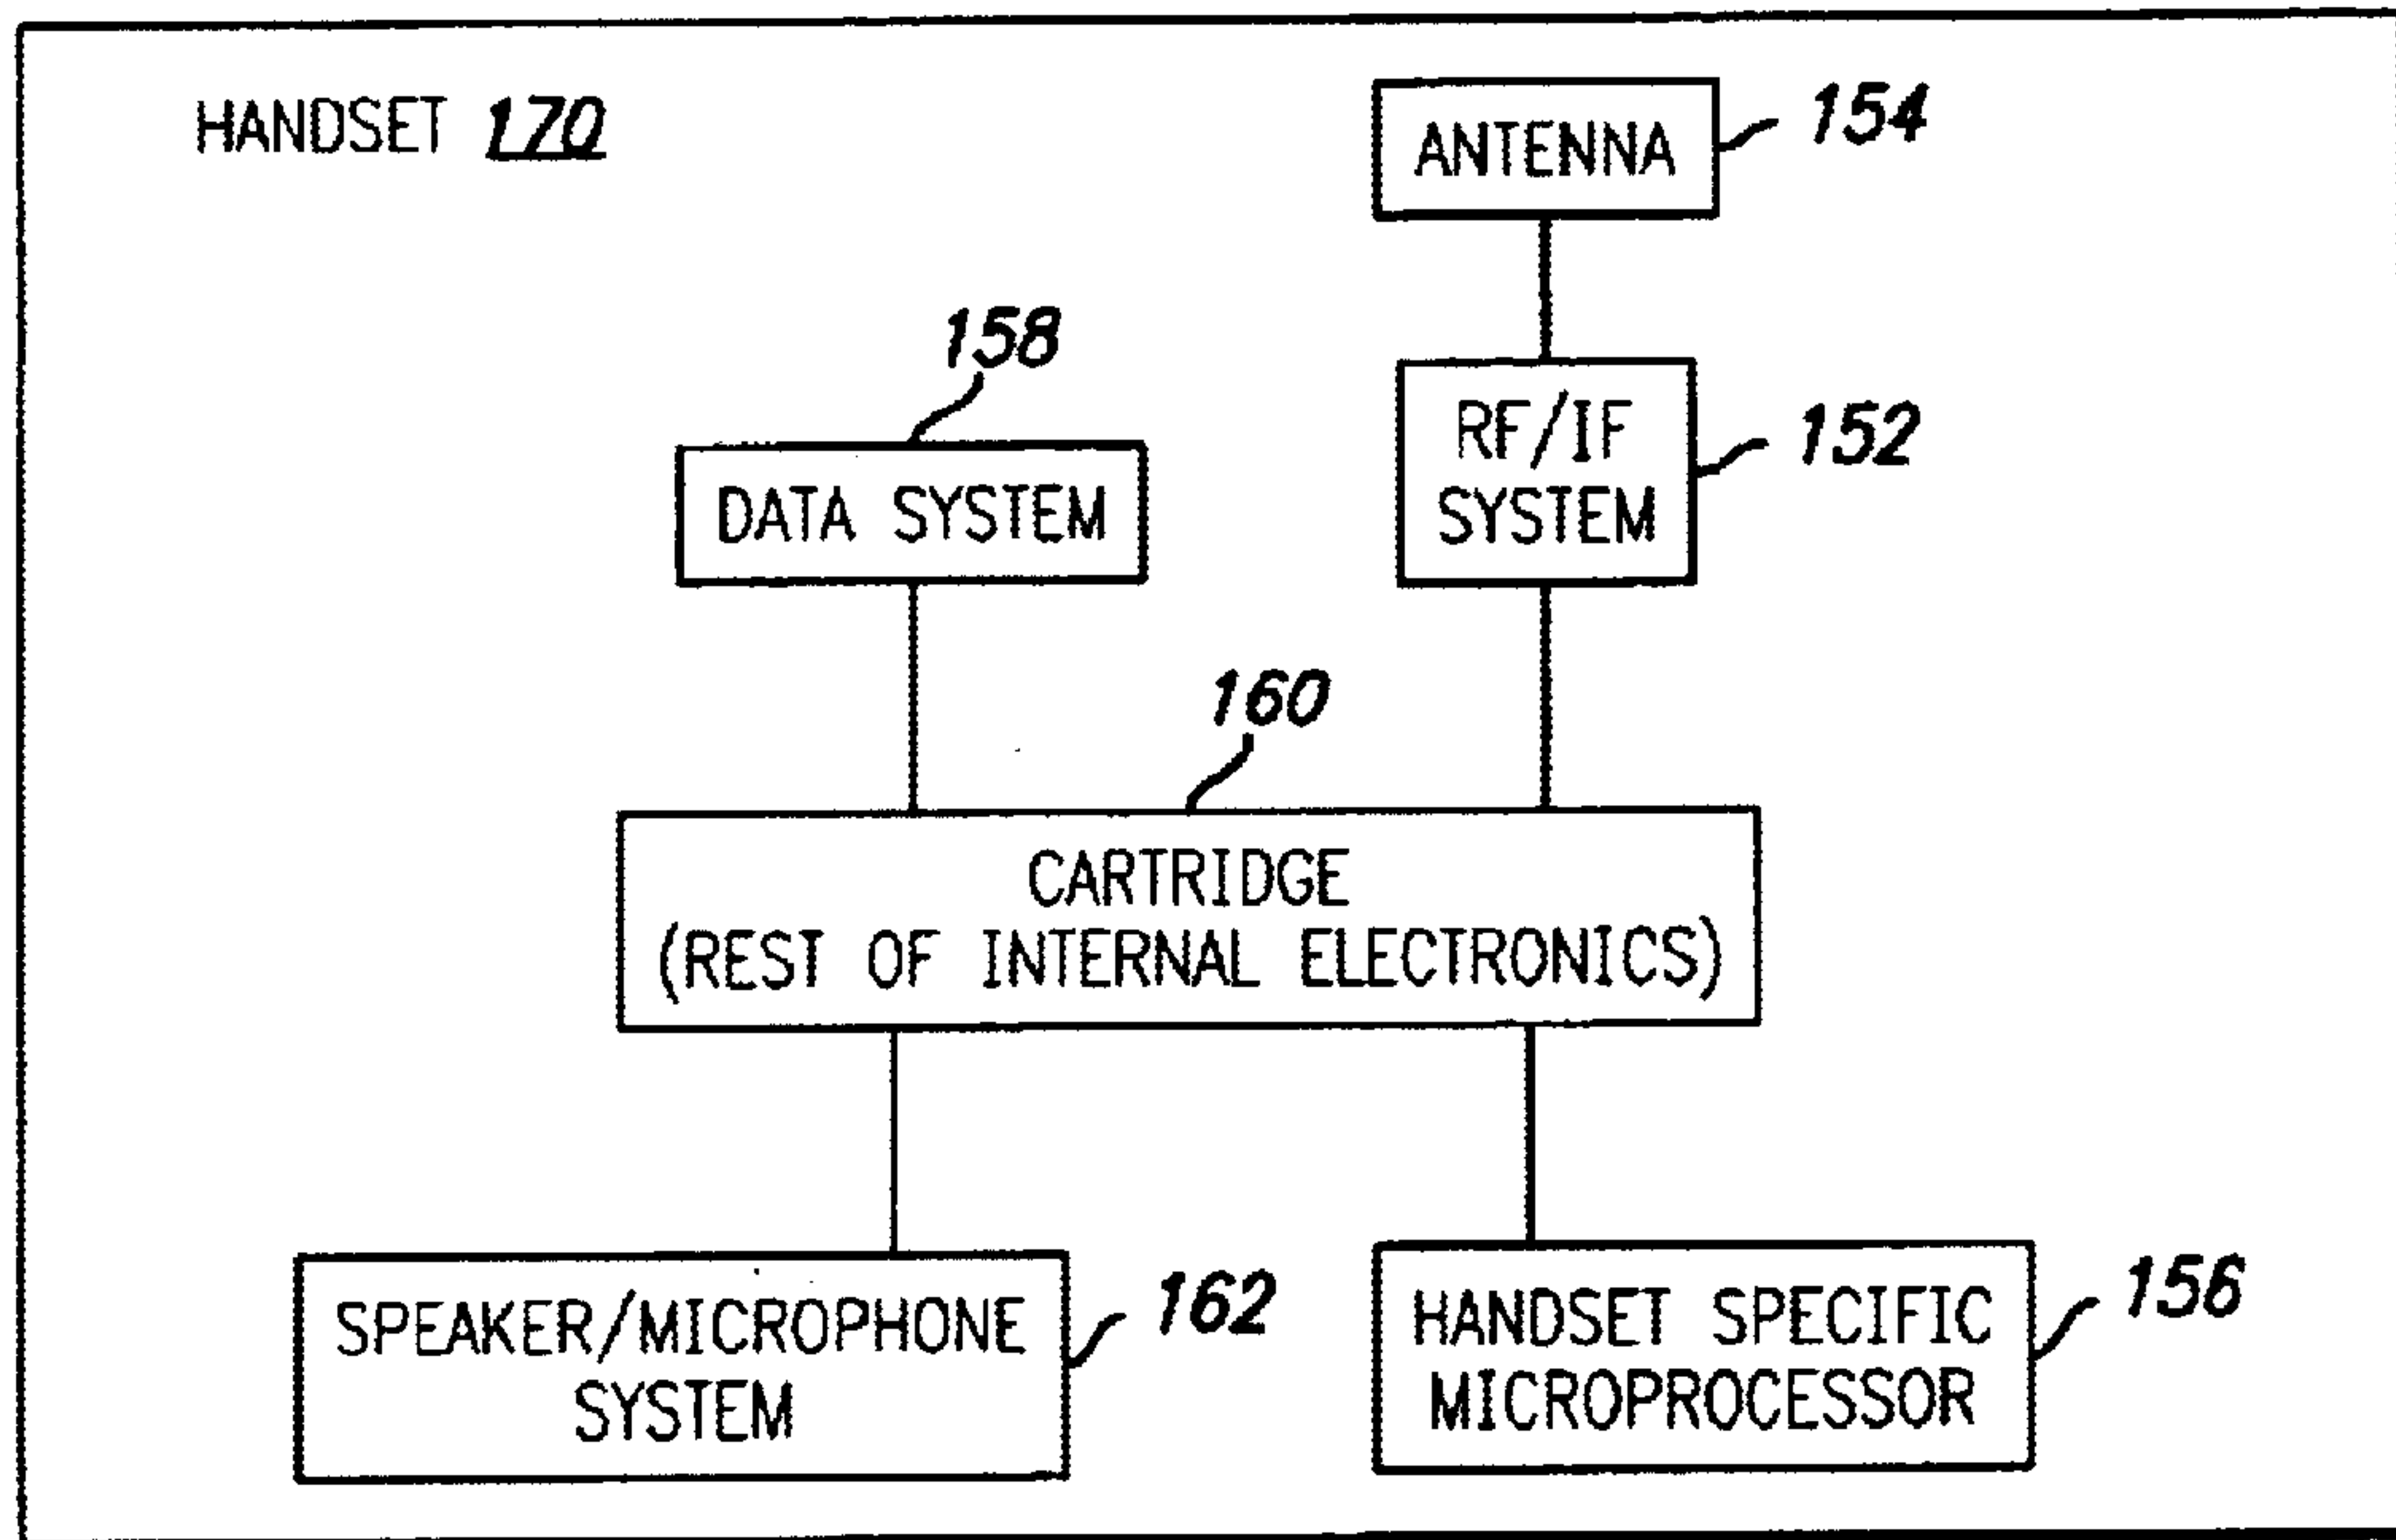 HANDSET 170
ANTENNA
154
158
DATA SYSTEM
RF/IF
SYSTEM
152
160
CARTRIDGE
(REST OF INTERNAL ELECTRONICS)
SPEAKER/MICROPHONE
SYSTEM
162
HANDSET SPECIFIC
MICROPROCESSOR
156